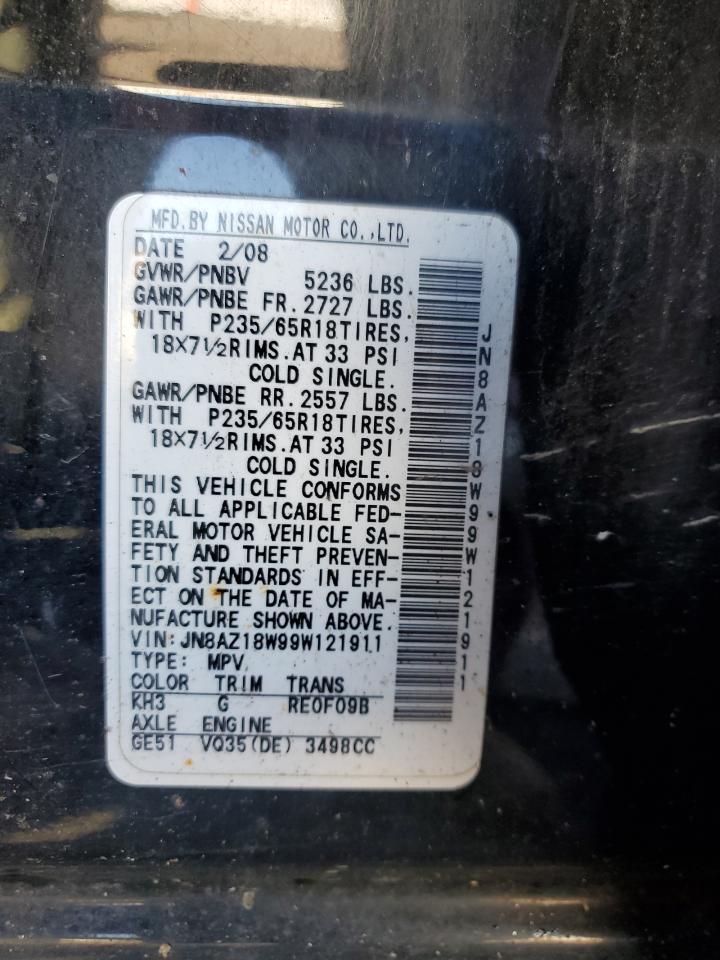 MFD.BY NISSAN MOTOR CO.,LTD.
DATE 2/08
GVWR/PNBV 5236 LBS.
GAWR/PNBE FR.2727 LBS.
WITH P235/65R18TIRES,
18X7½RIMS.AT 33 PSI
COLD SINGLE.
GAWR/PNBE RR.2557 LBS.
WITH P235/65R18TIRES,
18X7½RIMS.AT 33 PSI
COLD SINGLE.
THIS VEHICLE CONFORMS
TO ALL APPLICABLE FED-
ERAL MOTOR VEHICLE SA-
FETY AND THEFT PREVEN-
TION STANDARDS IN EFF-
ECT ON THE DATE OF MA-
NUFACTURE SHOWN ABOVE.
VIN:JN8AZ18W99W121911
TYPE: MPV
COLOR TRIM TRANS
KH3 G RE0F09B
AXLE ENGINE
GE51 VQ35(DE) 3498CC
JN8AZ18W99W121911